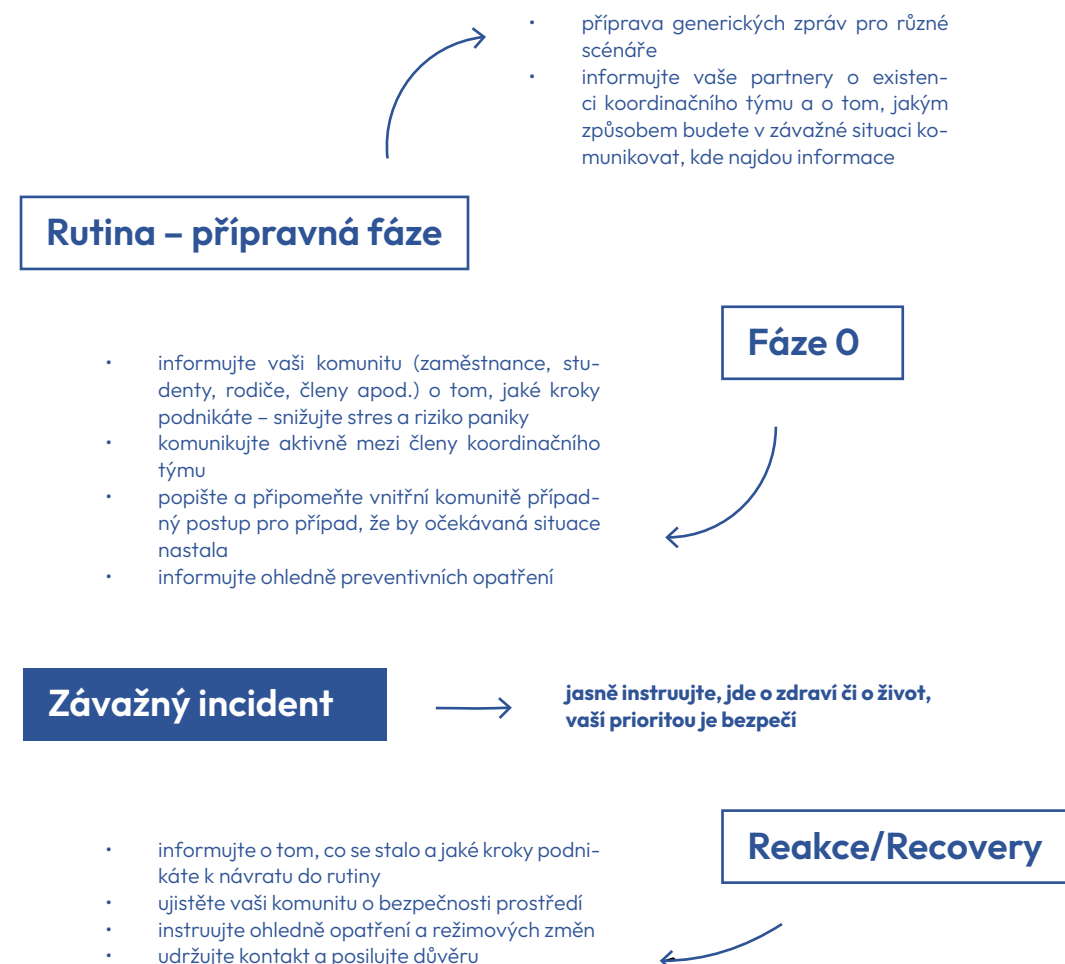 • příprava generických zpráv pro různé
scénáře
• informujte vaše partnery o existen-
ci koordinačního týmu a o tom, jakým
způsobem budete v závažné situaci ko-
munikovat, kde najdou informace
Rutina – přípravná fáze
Fáze 0
• informujte vaši komunitu (zaměstnance, stu-
denty, rodiče, členy apod.) o tom, jaké kroky
podnikáte – snižujte stres a riziko paniky
• komunikujte aktivně mezi členy koordinačního
týmu
• popište a připomeňte vnitřní komunitě případ-
ný postup pro případ, že by očekávaná situace
nastala
• informujte ohledně preventivních opatření
Závažný incident
jasně instruujte, jde o zdraví či o život,
vaší prioritou je bezpečí
Reakce/Recovery
• informujte o tom, co se stalo a jaké kroky podni-
káte k návratu do rutiny
• ujistěte vaši komunitu o bezpečnosti prostředí
• instruujte ohledně opatření a režimových změn
• udržujte kontakt a posilujte důvěru